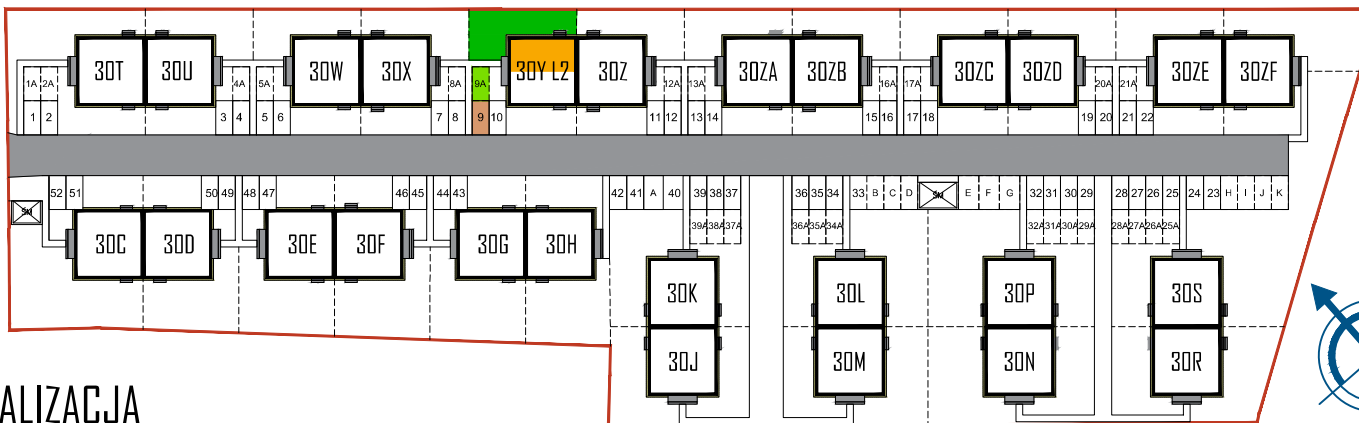 30T 30U 30W 30X 30Y L2 30Z 30ZA 30ZB 30ZC 30ZD 30ZE 30ZF
1A 2A 4A 5A 8A 9A 12A 13A 16A 17A 20A 21A
1 2 3 4 5 6 7 8 9 10 11 12 13 14 15 16 17 18 19 20 21 22
52 51 50 49 48 47 46 45 44 43 42 41 A 40 39 38 37 36 35 34 33 B C D SN E F G 32 31 30 29 28 27 26 25 24 23 H I J K
SN
39A 38A 37A 36A 35A 34A 32A 31A 30A 29A 28A 27A 26A 25A
30C 30D 30E 30F 30G 30H
30K 30L 30P 30S
30J 30M 30N 30R
ALIZACJA